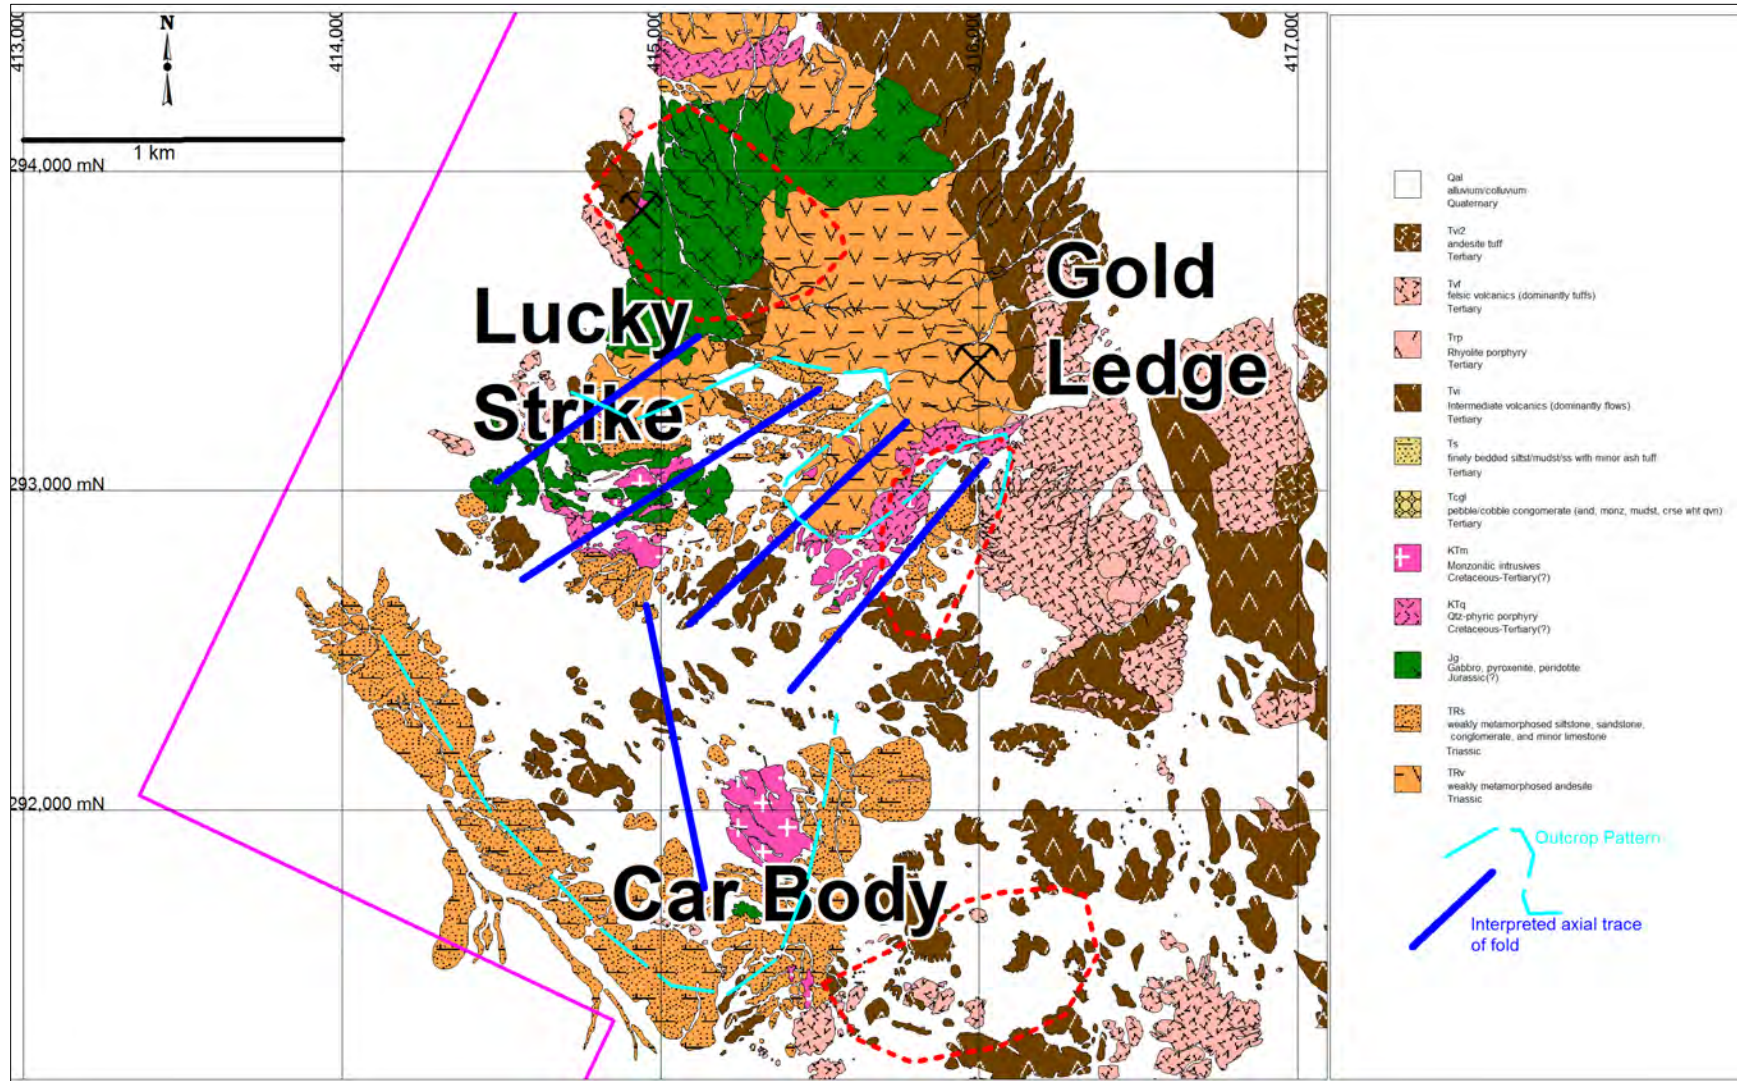 413,000
414,000
415,000
416,000
417,000
N
1 km
294,000 mN
293,000 mN
292,000 mN
Lucky
Strike
Gold
Ledge
Car Body
Qal
alluvium/colluvium
Quaternary
Tvi2
andesite tuff
Tertiary
Tvf
felsic volcanics (dominantly tuffs)
Tertiary
Trp
Rhyolite porphyry
Tertiary
Tvi
Intermediate volcanics (dominantly flows)
Tertiary
Ts
finely bedded siltst/mudst/ss with minor ash tuff
Tertiary
Tcgl
pebble/cobble congomerate (and, monz, mudst, crse wht qvn)
Tertiary
KTm
Monzonitic intrusives
Cretaceous-Tertiary(?)
KTq
Qtz-phyric porphyry
Cretaceous-Tertiary(?)
Jg
Gabbro, pyroxenite, peridotite
Jurassic(?)
TRs
weakly metamorphosed siltstone, sandstone,
conglomerate, and minor limestone
Triassic
TRv
weakly metamorphosed andesite
Triassic
Outcrop Pattern
Interpreted axial trace
of fold